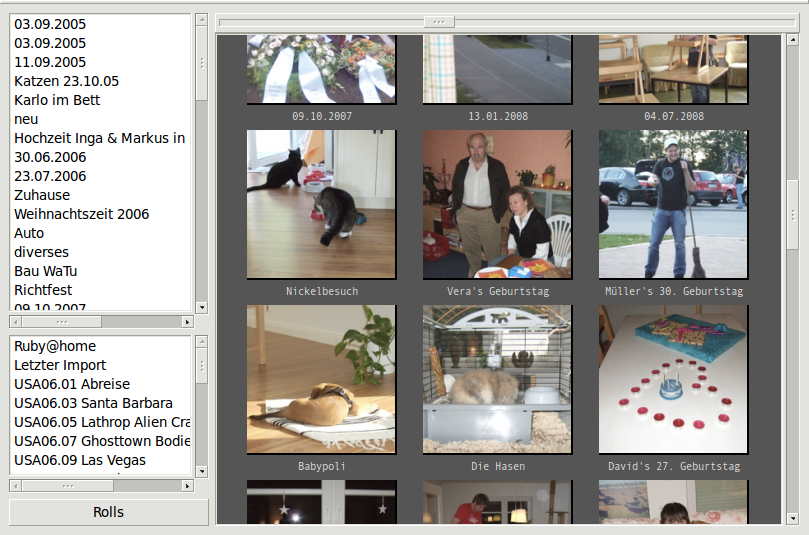 03.09.2005
03.09.2005
11.09.2005
Katzen 23.10.05
Karlo im Bett
neu
Hochzeit Inga & Markus in
30.06.2006
23.07.2006
Zuhause
Weihnachtszeit 2006
Auto
diverses
Bau WaTu
Richtfest
09.10.2007
Ruby@home
Letzter Import
USA06.01 Abreise
USA06.03 Santa Barbara
USA06.05 Lathrop Alien Cra
USA06.07 Ghosttown Bodie
USA06.09 Las Vegas
Rolls
09.10.2007
13.01.2008
04.07.2008
Nickelbesuch
Vera's Geburtstag
Müller's 30. Geburtstag
Babypoli
Die Hasen
David's 27. Geburtstag